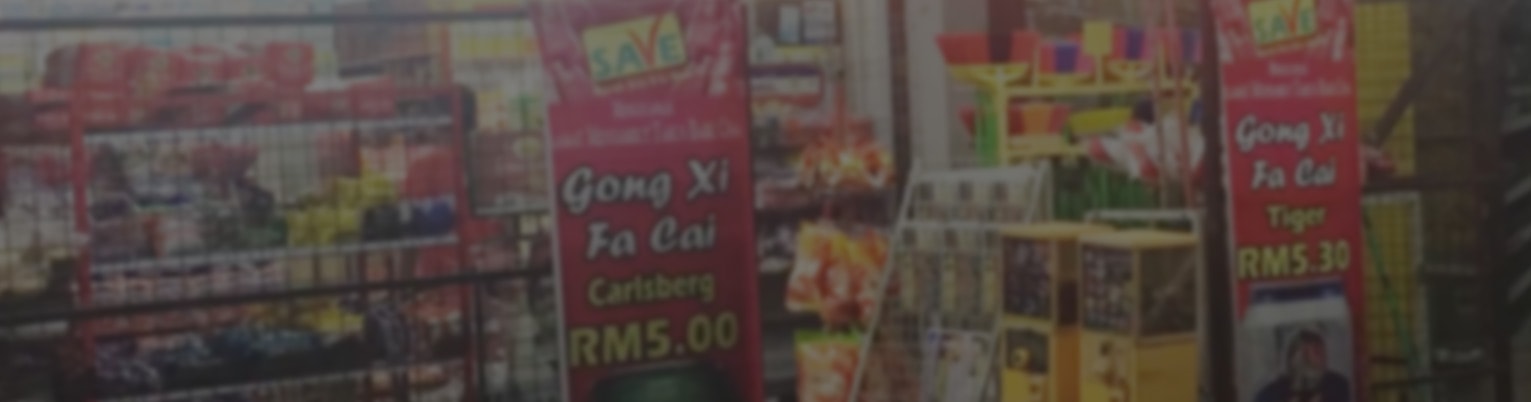 SAVE
Gong Xi
Fa Cai
Carlsberg
RM5.00
SAVE
Gong Xi
Fa Cai
Tiger
RM5.30